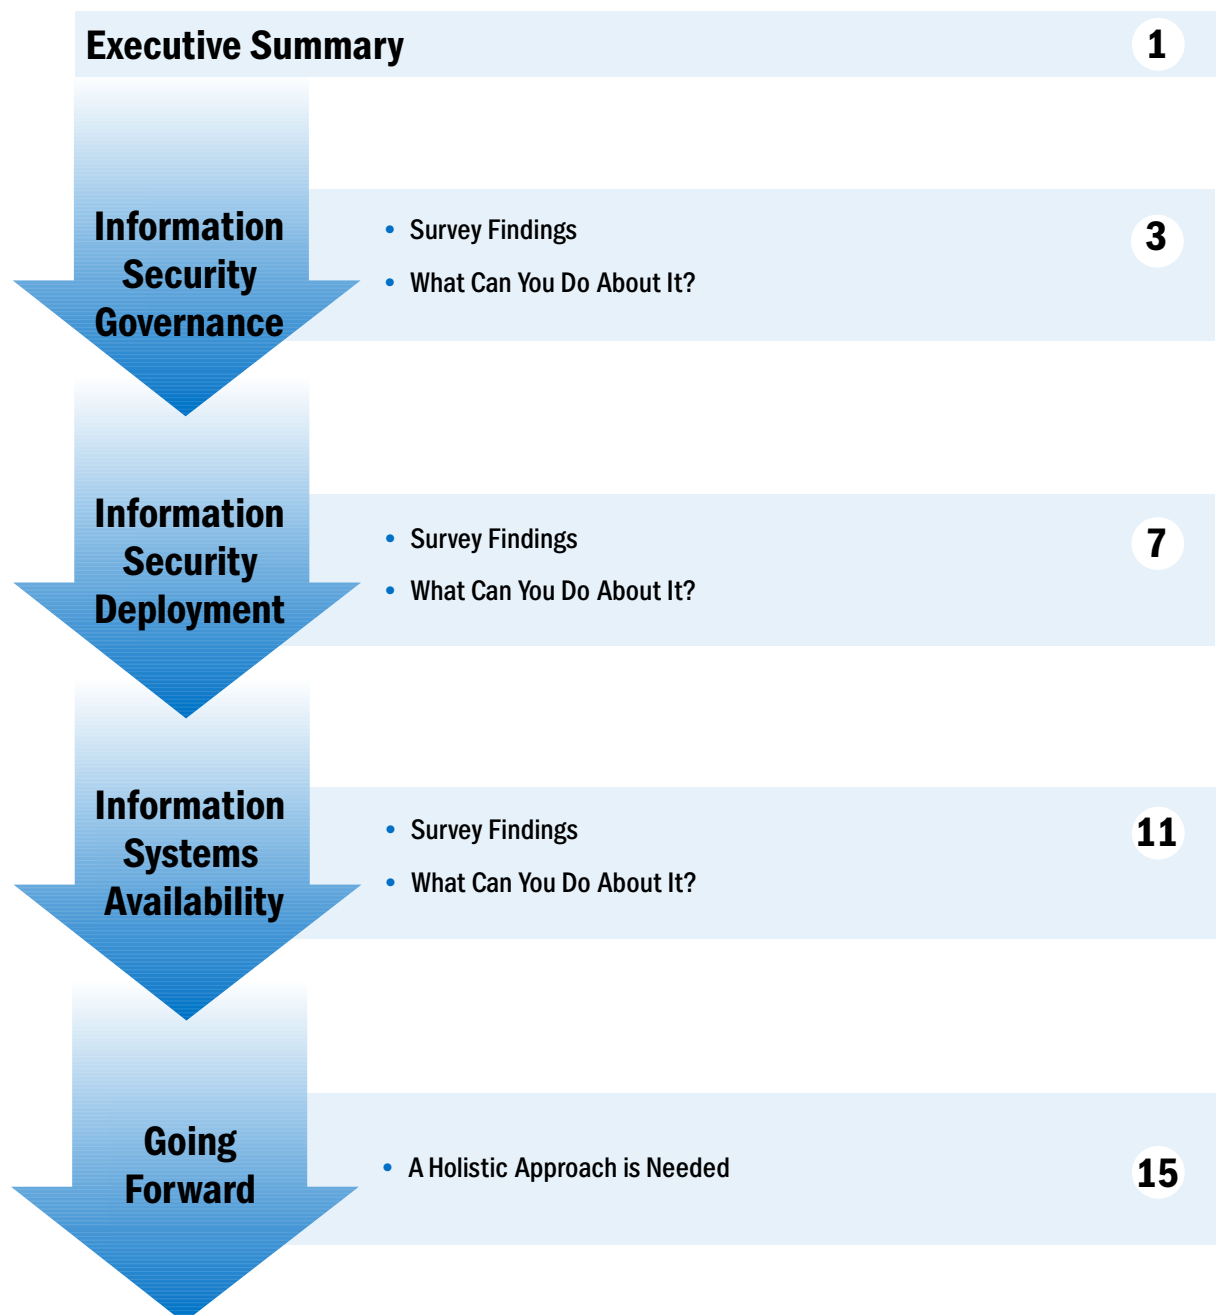 Executive Summary 1
Information
Security
Governance
• Survey Findings
• What Can You Do About It?
3
Information
Security
Deployment
• Survey Findings
• What Can You Do About It?
7
Information
Systems
Availability
• Survey Findings
• What Can You Do About It?
11
Going
Forward
• A Holistic Approach is Needed
15